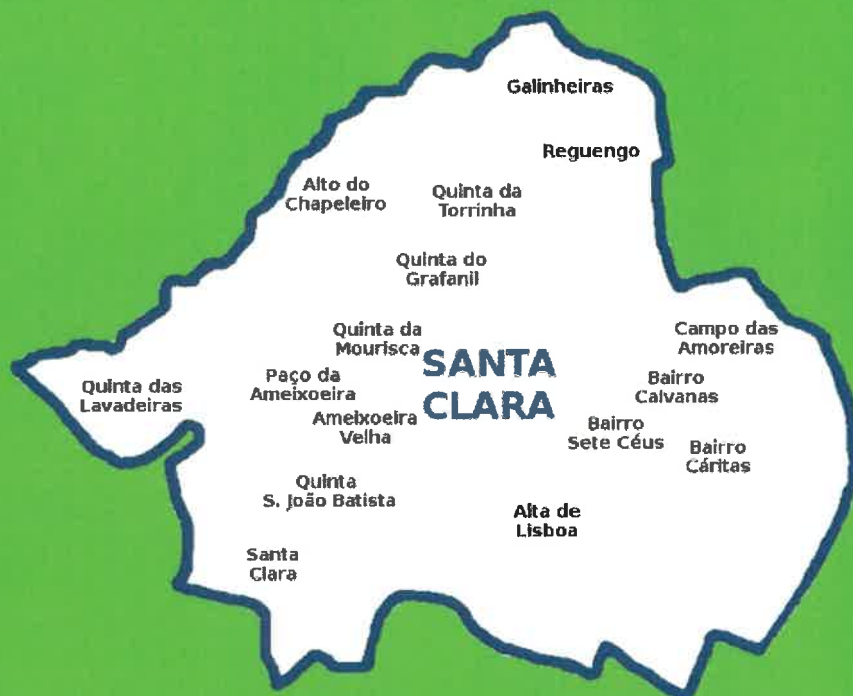 Galinheiras
Reguengo
Alto do
Chapeleiro
Quinta da
Torrinha
Quinta do
Grafanil
Quinta da
Mourisca
SANTA
CLARA
Campo das
Amoreiras
Quinta das
Lavadeiras
Paço da
Ameixoeira
Bairro
Calvanas
Ameixoeira
Velha
Bairro
Sete Céus
Bairro
Cáritas
Quinta
S. João Batista
Alta de
Lisboa
Santa
Clara